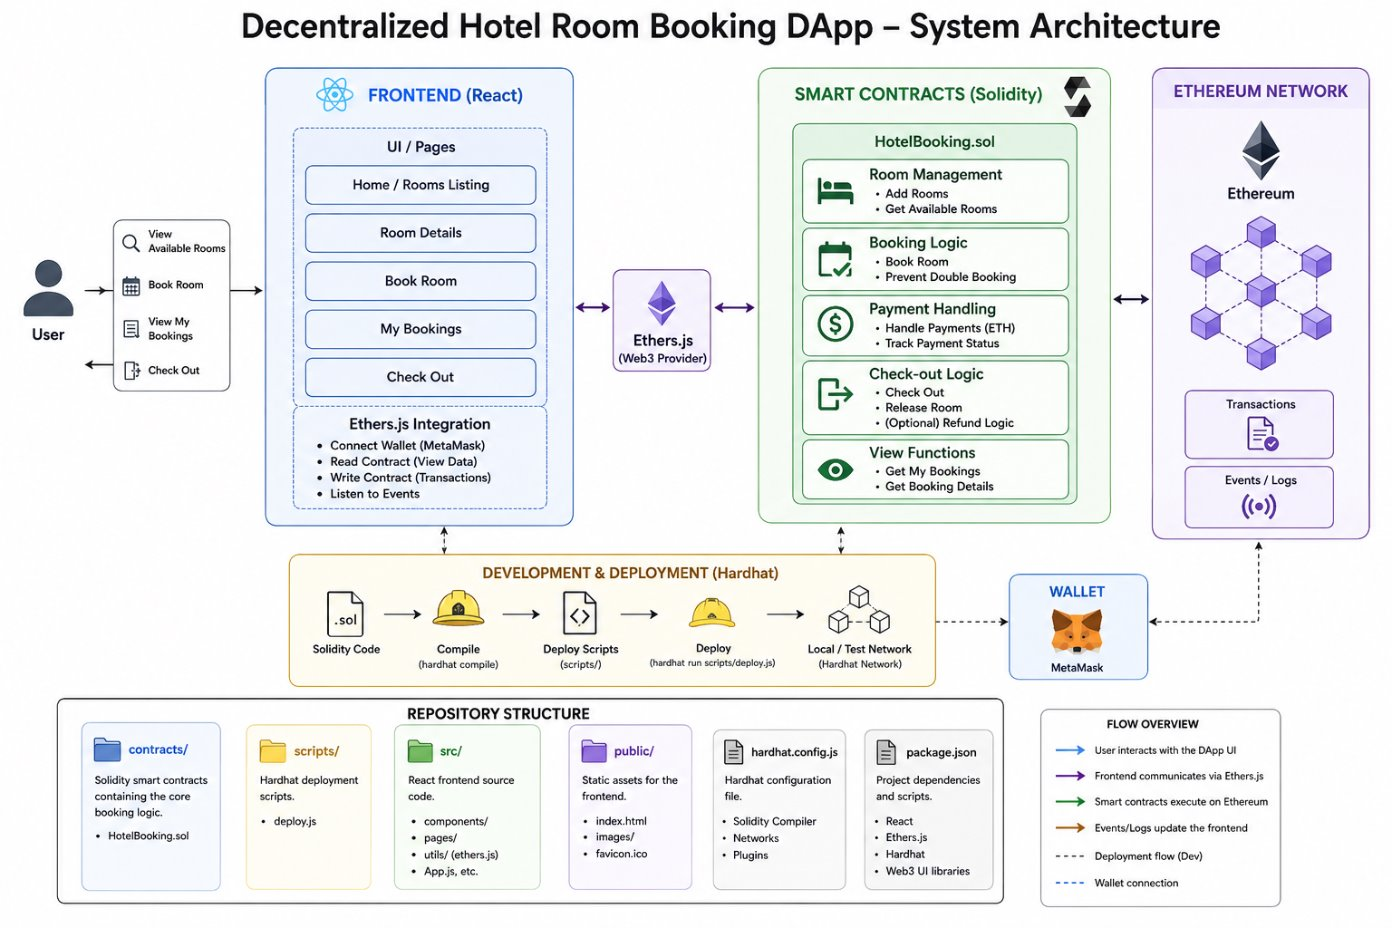 Decentralized Hotel Room Booking DApp – System Architecture
User
View
Available Rooms
Book Room
View My
Bookings
Check Out
FRONTEND (React)
UI / Pages
Home / Rooms Listing
Room Details
Book Room
My Bookings
Check Out
Ethers.js Integration
• Connect Wallet (MetaMask)
• Read Contract (View Data)
• Write Contract (Transactions)
• Listen to Events
Ethers.js
(Web3 Provider)
SMART CONTRACTS (Solidity)
HotelBooking.sol
Room Management
• Add Rooms
• Get Available Rooms
Booking Logic
• Book Room
• Prevent Double Booking
Payment Handling
• Handle Payments (ETH)
• Track Payment Status
Check-out Logic
• Check Out
• Release Room
• (Optional) Refund Logic
View Functions
• Get My Bookings
• Get Booking Details
ETHEREUM NETWORK
Ethereum
Transactions
Events / Logs
DEVELOPMENT & DEPLOYMENT (Hardhat)
.sol
Solidity Code
Compile
(hardhat compile)
Deploy Scripts
(scripts/)
Deploy
(hardhat run scripts/deploy.js)
Local / Test Network
(Hardhat Network)
WALLET
MetaMask
REPOSITORY STRUCTURE
contracts/
Solidity smart contracts
containing the core
booking logic.
• HotelBooking.sol
scripts/
Hardhat deployment
scripts.
• deploy.js
src/
React frontend source
code.
• components/
• pages/
• utils/ (ethers.js)
• App.js, etc.
public/
Static assets for the
frontend.
• index.html
• images/
• favicon.ico
hardhat.config.js
Hardhat configuration
file.
• Solidity Compiler
• Networks
• Plugins
package.json
Project dependencies
and scripts.
• React
• Ethers.js
• Hardhat
• Web3 UI libraries
FLOW OVERVIEW
User interacts with the DApp UI
Frontend communicates via Ethers.js
Smart contracts execute on Ethereum
Events/Logs update the frontend
Deployment flow (Dev)
Wallet connection